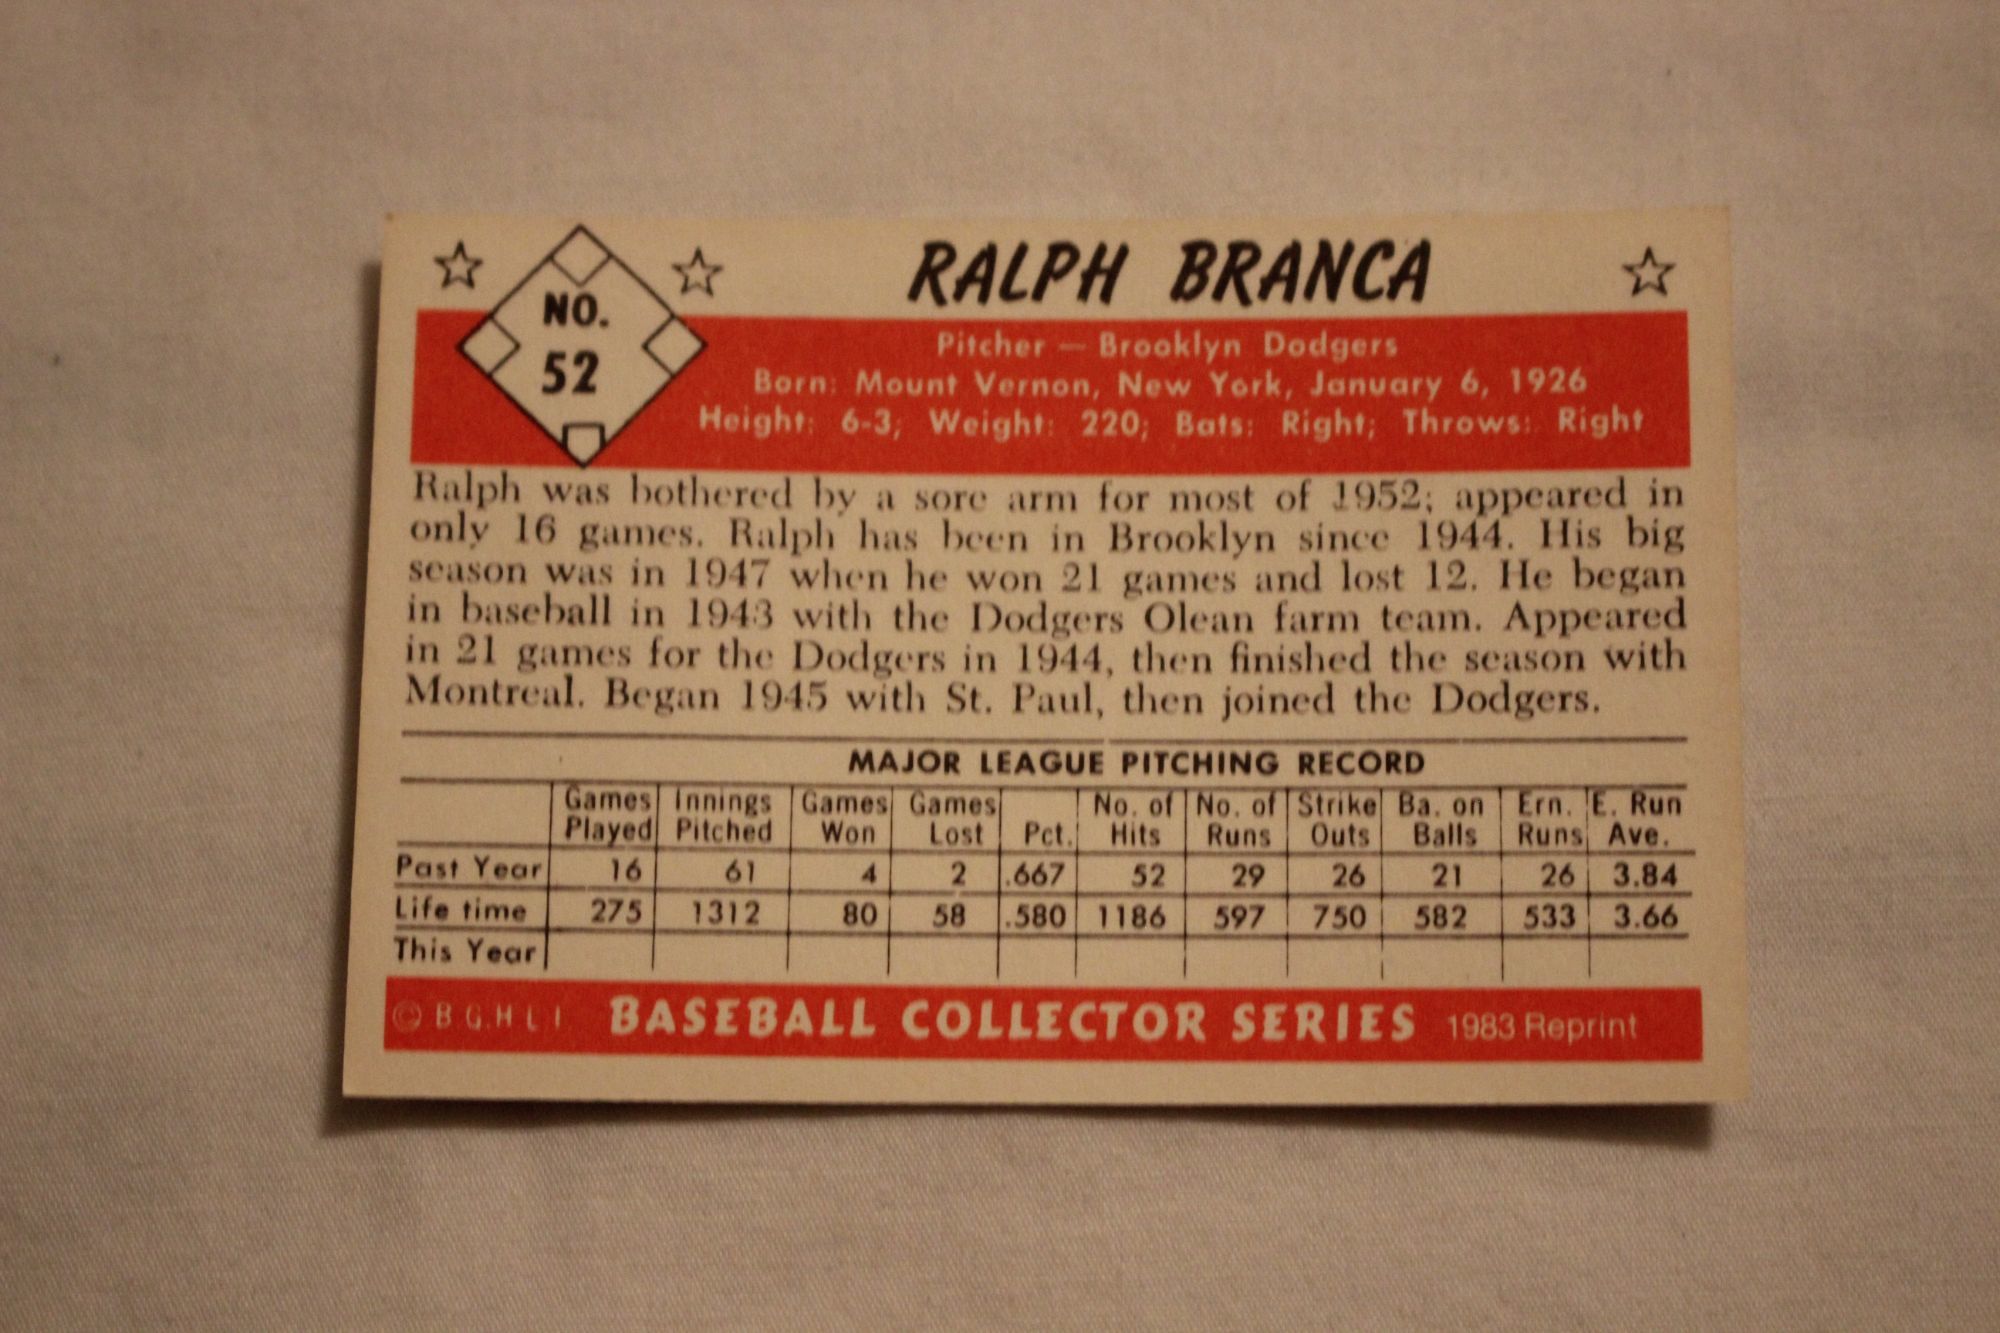 RALPH BRANCA
NO.
52
Pitcher — Brooklyn Dodgers
Born: Mount Vernon, New York, January 6, 1926
Height: 6-3; Weight: 220; Bats: Right; Throws: Right
Ralph was bothered by a sore arm for most of 1952; appeared in
only 16 games. Ralph has been in Brooklyn since 1944. His big
season was in 1947 when he won 21 games and lost 12. He began
in baseball in 1943 with the Dodgers Olean farm team. Appeared
in 21 games for the Dodgers in 1944, then finished the season with
Montreal. Began 1945 with St. Paul, then joined the Dodgers.
MAJOR LEAGUE PITCHING RECORD
Games Innings Games Games No. of No. of Strike Ba. on Ern. E. Run
Played Pitched Won Lost Pct. Hits Runs Outs Balls Runs Ave.
Past Year 16 61 4 2 .667 52 29 26 21 26 3.84
Life time 275 1312 80 58 .580 1186 597 750 582 533 3.66
This Year
© B.G.H.L.I. BASEBALL COLLECTOR SERIES 1983 Reprint